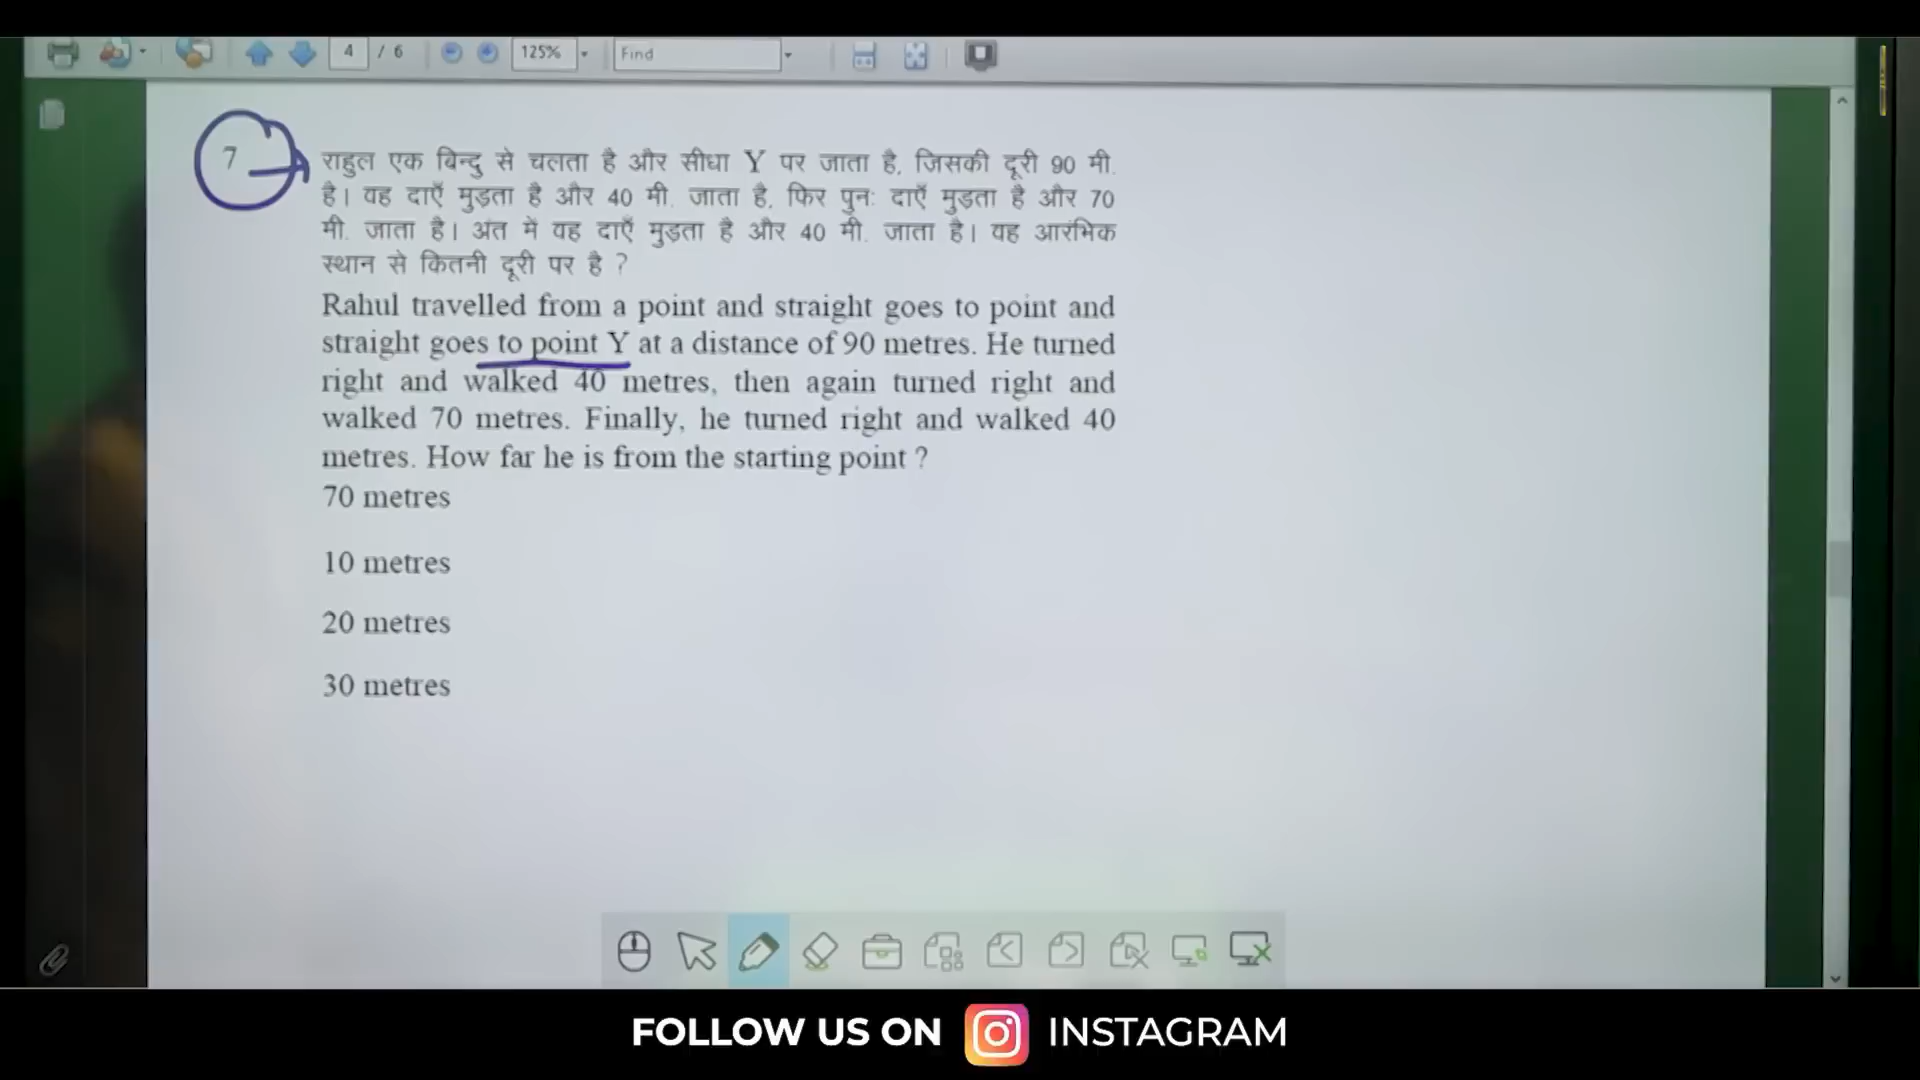 4 / 6
125%
Find
7
राहुल एक बिन्दु से चलता है और सीधा Y पर जाता है, जिसकी दूरी 90 मी.
है। वह दाएँ मुड़ता है और 40 मी. जाता है, फिर पुनः दाएँ मुड़ता है और 70
मी. जाता है। अंत में वह दाएँ मुड़ता है और 40 मी. जाता है। वह आरंभिक
स्थान से कितनी दूरी पर है ?
Rahul travelled from a point and straight goes to point and
straight goes to point Y at a distance of 90 metres. He turned
right and walked 40 metres, then again turned right and
walked 70 metres. Finally, he turned right and walked 40
metres. How far he is from the starting point ?
70 metres
10 metres
20 metres
30 metres
FOLLOW US ON INSTAGRAM